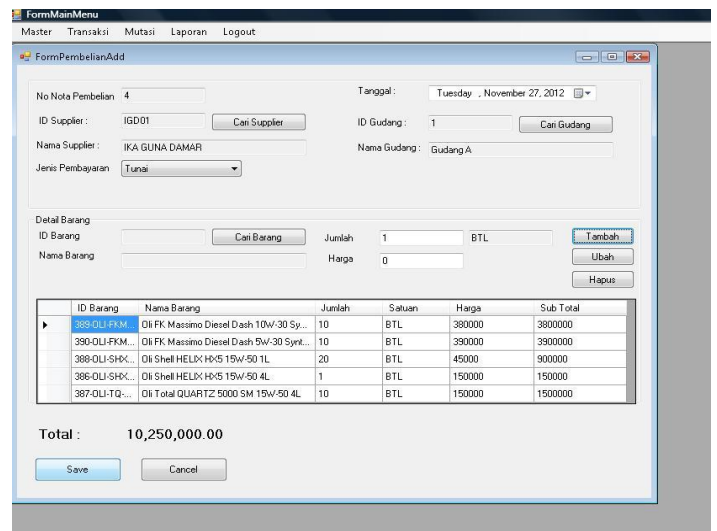 FormMainMenu
Master Transaksi Mutasi Laporan Logout
FormPembelianAdd
No Nota Pembelian 4 Tanggal : Tuesday , November 27, 2012
ID Supplier : IGD01 Cari Supplier ID Gudang : 1 Cari Gudang
Nama Supplier : IKA GUNA DAMAR Nama Gudang : Gudang A
Jenis Pembayaran Tunai
Detail Barang
ID Barang Cari Barang Jumlah 1 BTL Tambah
Nama Barang Harga 0 Ubah
Hapus
ID Barang Nama Barang Jumlah Satuan Harga Sub Total
389-OLI-FKM... Oli FK Massimo Diesel Dash 10W-30 Sy... 10 BTL 380000 3800000
390-OLI-FKM... Oli FK Massimo Diesel Dash 5W-30 Synt... 10 BTL 390000 3900000
388-OLI-SHX... Oli Shell HELIX HX5 15W-50 1L 20 BTL 45000 900000
386-OLI-SHX... Oli Shell HELIX HX5 15W-50 4L 1 BTL 150000 150000
387-OLI-TQ-... Oli Total QUARTZ 5000 SM 15W-50 4L 10 BTL 150000 1500000
Total : 10,250,000.00
Save Cancel